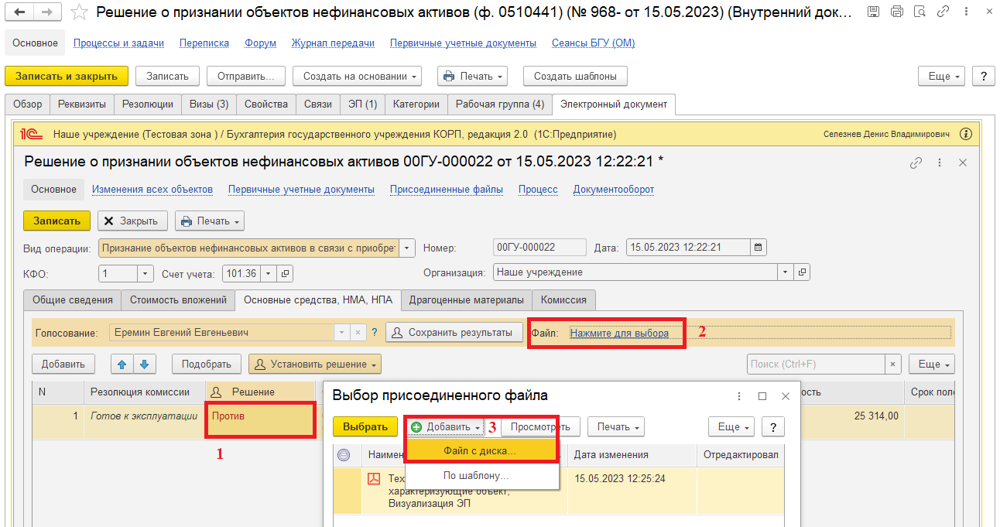 Решение о признании объектов нефинансовых активов (ф. 0510441) (№ 968- от 15.05.2023) (Внутренний док...
Основное Процессы и задачи Переписка Форум Журнал передачи Первичные учетные документы Сеансы БГУ (ОМ)
Записать и закрыть Записать Отправить... Создать на основании Печать Создать шаблоны Еще ?
Обзор Реквизиты Резолюции Визы (3) Свойства Связи ЭП (1) Категории Рабочая группа (4) Электронный документ
1С Наше учреждение (Тестовая зона ) / Бухгалтерия государственного учреждения КОРП, редакция 2.0 (1С:Предприятие) Селезнев Денис Владимирович i
Решение о признании объектов нефинансовых активов 00ГУ-000022 от 15.05.2023 12:22:21 *
Основное Изменения всех объектов Первичные учетные документы Присоединенные файлы Процесс Документооборот
Записать Закрыть Печать
Вид операции: Признание объектов нефинансовых активов в связи с приобрет Номер: 00ГУ-000022 Дата: 15.05.2023 12:22:21
КФО: 1 Счет учета: 101.36 Организация: Наше учреждение
Общие сведения Стоимость вложений Основные средства, НМА, НПА Драгоценные материалы Комиссия
Голосование: Еремин Евгений Евгеньевич × ? Сохранить результаты Файл: Нажмите для выбора 2
Добавить Подобрать Установить решение Поиск (Ctrl+F) × Еще
N Резолюция комиссии Решение ость Срок поле
1 Готов к эксплуатации Против 25 314,00
1
Выбор присоединенного файла
Выбрать Добавить 3 Просмотреть Печать Еще ?
Файл с диска...
По шаблону...
Наимен Дата изменения Отредактировал
Тех 15.05.2023 12:25:24
характеризующие объект,
Визуализация ЭП